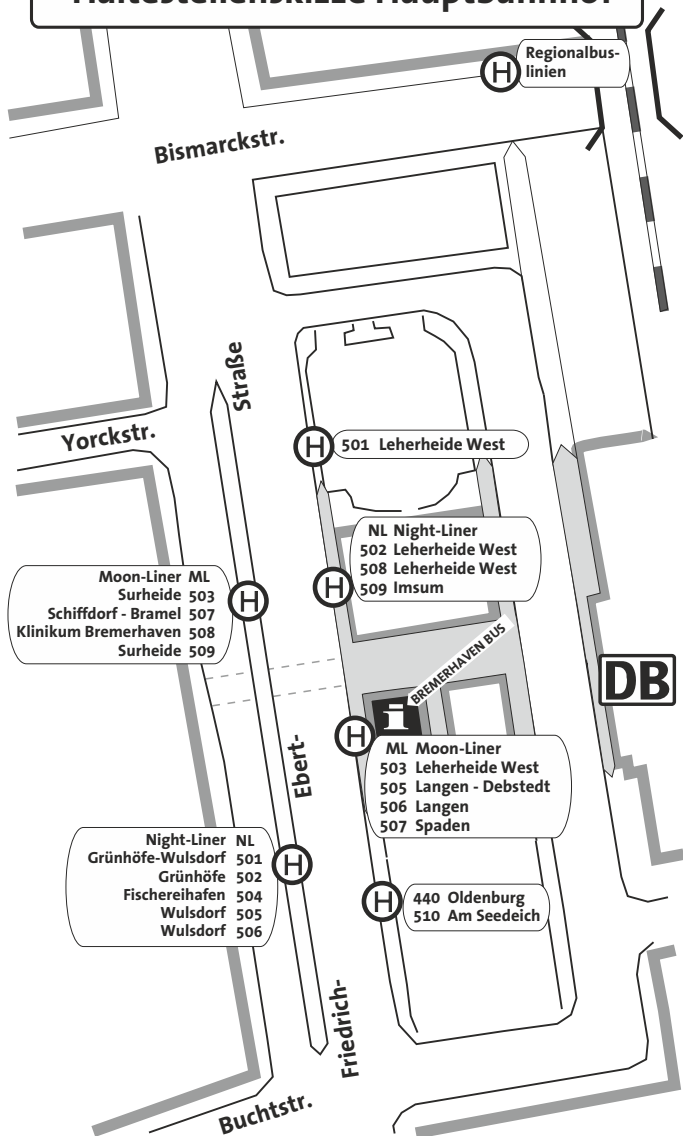 Haltestellenskizze Hauptbahnhof
Regionalbus-
linien
Bismarckstr.
Straße
Yorckstr.
H 501 Leherheide West
NL Night-Liner
502 Leherheide West
508 Leherheide West
509 Imsum
H
Moon-Liner ML
Surheide 503
Schiffdorf - Bramel 507
Klinikum Bremerhaven 508
Surheide 509
H
BREMERHAVEN BUS
DB
i
H
ML Moon-Liner
503 Leherheide West
505 Langen - Debstedt
506 Langen
507 Spaden
H
Ebert-
Night-Liner NL
Grünhöfe-Wulsdorf 501
Grünhöfe 502
Fischereihafen 504
Wulsdorf 505
Wulsdorf 506
H
440 Oldenburg
510 Am Seedeich
H
Friedrich-
Buchtstr.